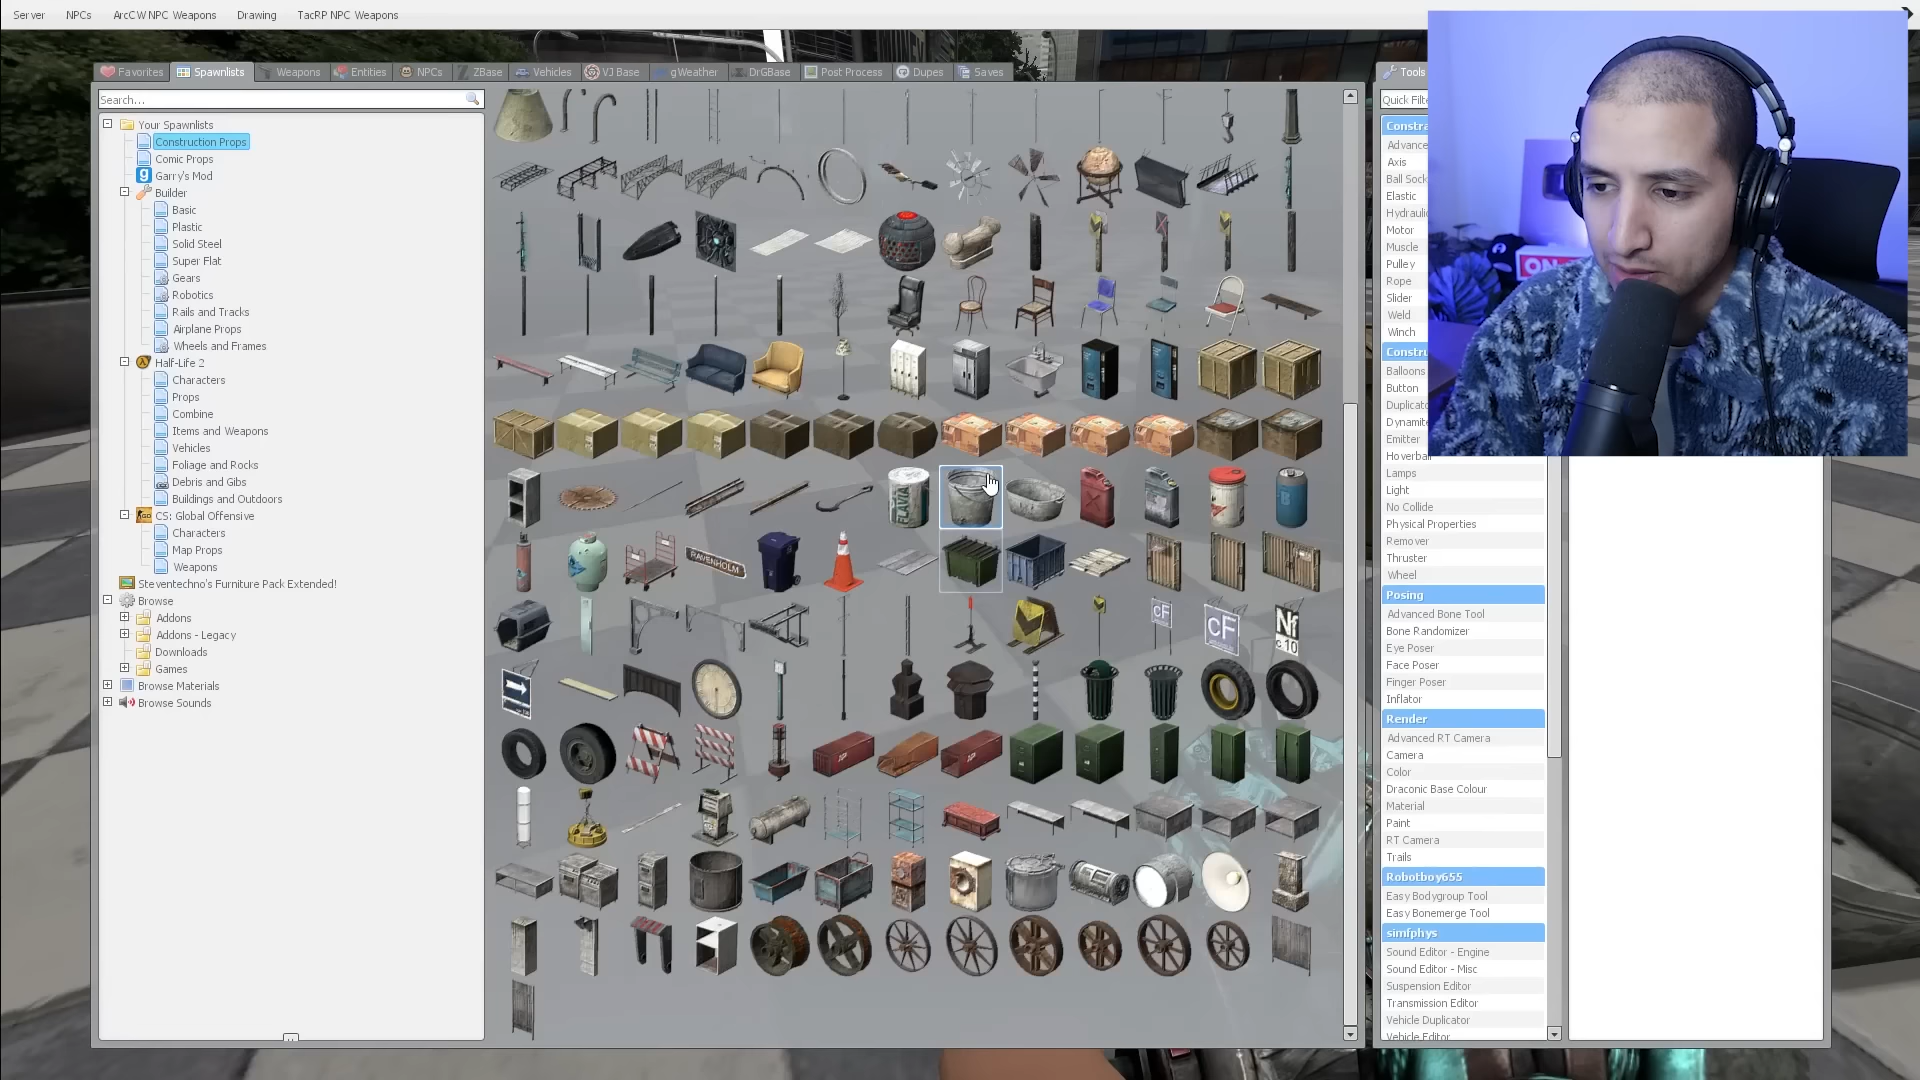 Server NPCs ArcCW NPC Weapons Drawing TacRP NPC Weapons
Favorites Spawnlists Weapons Entities NPCs ZBase Vehicles VJ Base gWeather DrGBase Post Process Dupes Saves
Search...
Your Spawnlists
Construction Props
Comic Props
Garry's Mod
Builder
Basic
Plastic
Solid Steel
Super Flat
Gears
Robotics
Rails and Tracks
Airplane Props
Wheels and Frames
Half-Life 2
Characters
Props
Combine
Items and Weapons
Vehicles
Foliage and Rocks
Debris and Gibs
Buildings and Outdoors
CS: Global Offensive
Characters
Map Props
Weapons
Steventechno's Furniture Pack Extended!
Browse
Addons
Addons - Legacy
Downloads
Games
Browse Materials
Browse Sounds
RAVENHOLM
CF
CF
Nf
Tools
Quick Filte
Constra
Advance
Axis
Ball Sock
Elastic
Hydrauli
Motor
Muscle
Pulley
Rope
Slider
Weld
Winch
Constru
Balloons
Button
Duplicato
Dynamite
Emitter
Hoverbal
Lamps
Light
No Collide
Physical Properties
Remover
Thruster
Wheel
Posing
Advanced Bone Tool
Bone Randomizer
Eye Poser
Face Poser
Finger Poser
Inflator
Render
Advanced RT Camera
Camera
Color
Draconic Base Colour
Material
Paint
RT Camera
Trails
Robotboy655
Easy Bodygroup Tool
Easy Bonemerge Tool
simfphys
Sound Editor - Engine
Sound Editor - Misc
Suspension Editor
Transmission Editor
Vehicle Duplicator
Vehicle Editor
ON